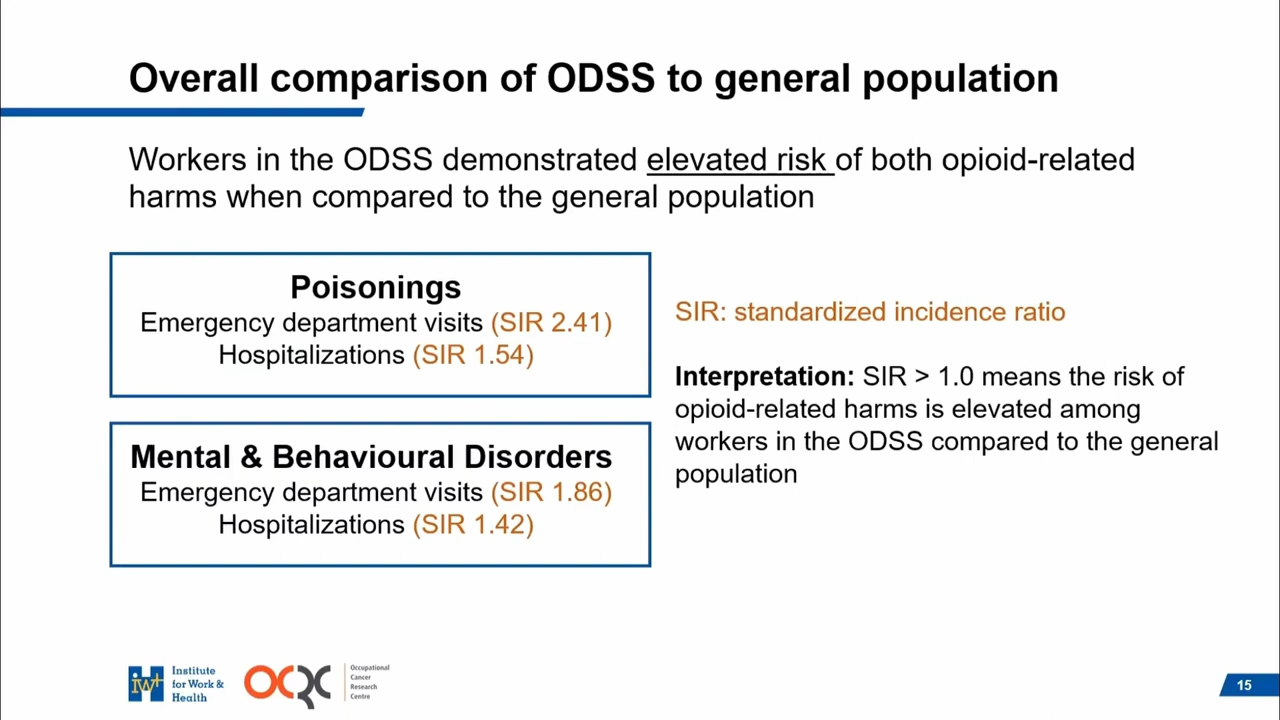 Overall comparison of ODSS to general population
Workers in the ODSS demonstrated elevated risk of both opioid-related
harms when compared to the general population
Poisonings
Emergency department visits (SIR 2.41)
Hospitalizations (SIR 1.54)
Mental & Behavioural Disorders
Emergency department visits (SIR 1.86)
Hospitalizations (SIR 1.42)
SIR: standardized incidence ratio
Interpretation: SIR > 1.0 means the risk of
opioid-related harms is elevated among
workers in the ODSS compared to the general
population
iwh
Institute
for Work &
Health
OCRC
Occupational
Cancer
Research
Centre
15